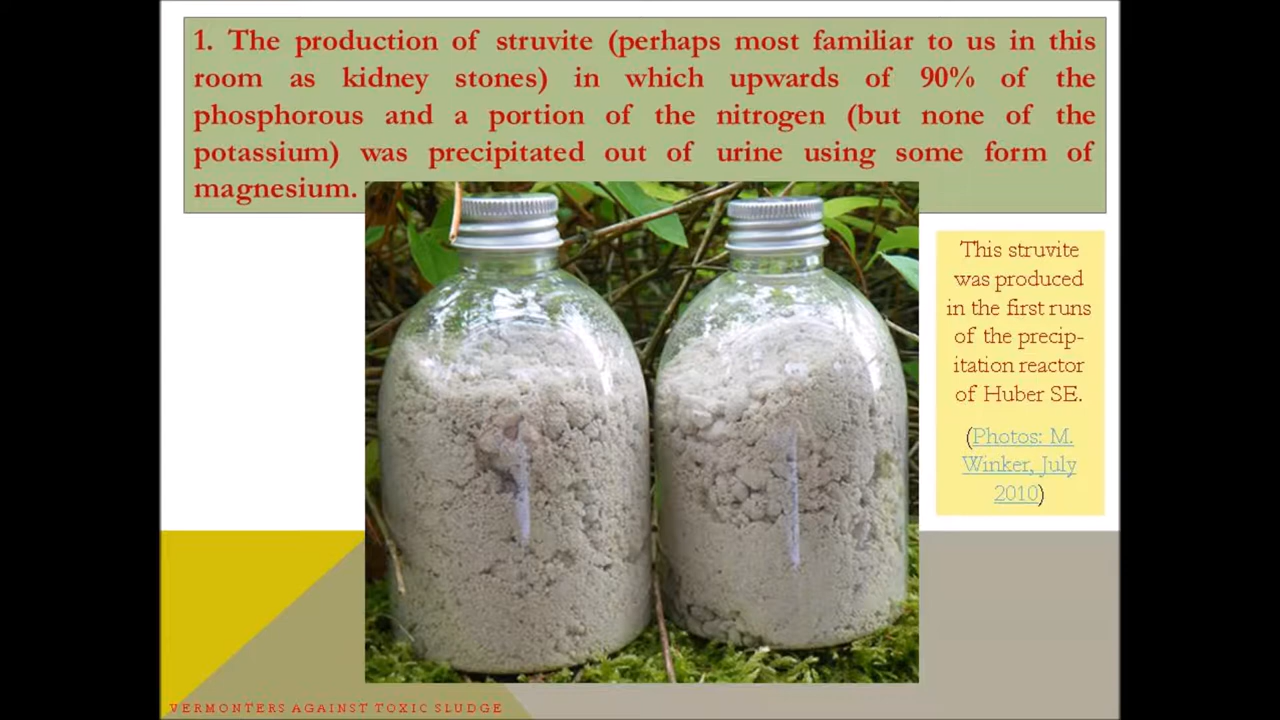 1. The production of struvite (perhaps most familiar to us in this
room as kidney stones) in which upwards of 90% of the
phosphorous and a portion of the nitrogen (but none of the
potassium) was precipitated out of urine using some form of
magnesium.
This struvite
was produced
in the first runs
of the precip-
itation reactor
of Huber SE.
(Photos: M.
Winker, July
2010)
VERMONTERS AGAINST TOXIC SLUDGE